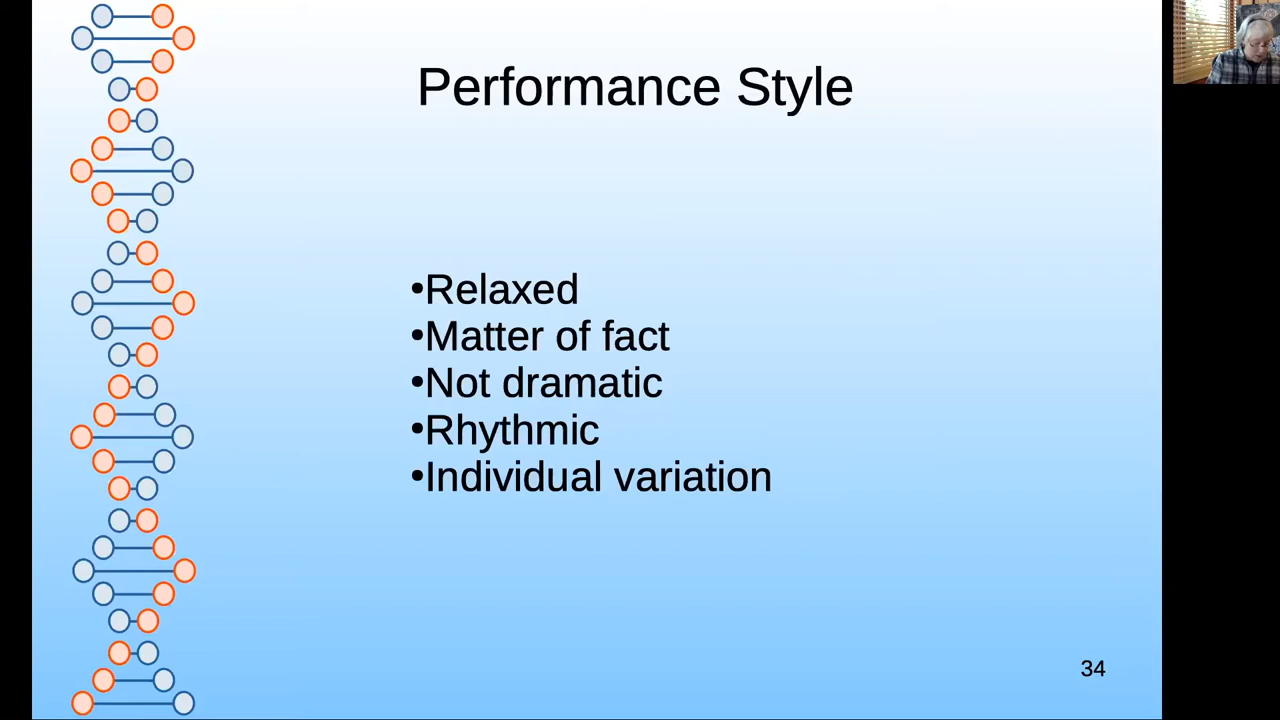 Performance Style
•Relaxed
•Matter of fact
•Not dramatic
•Rhythmic
•Individual variation
34